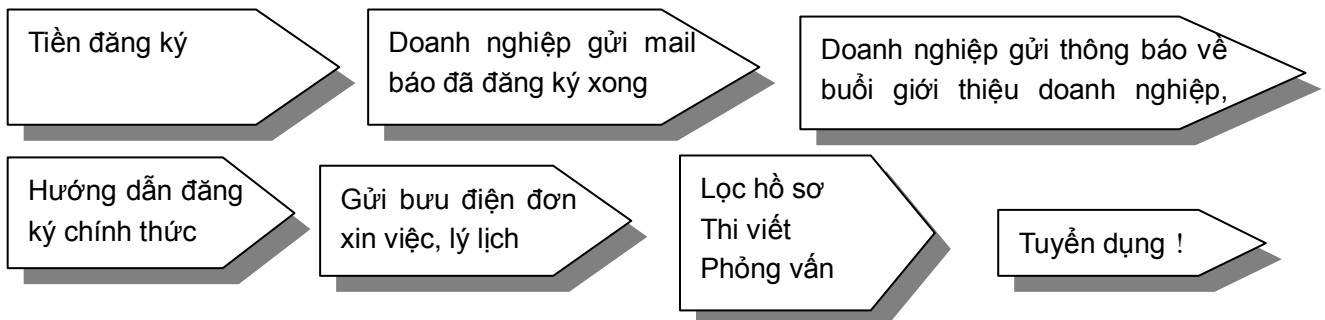 Tiền đăng ký
Doanh nghiệp gửi mail
báo đã đăng ký xong
Doanh nghiệp gửi thông báo về
buổi giới thiệu doanh nghiệp,
Hướng dẫn đăng
ký chính thức
Gửi bưu điện đơn
xin việc, lý lịch
Lọc hồ sơ
Thi viết
Phỏng vấn
Tuyển dụng !